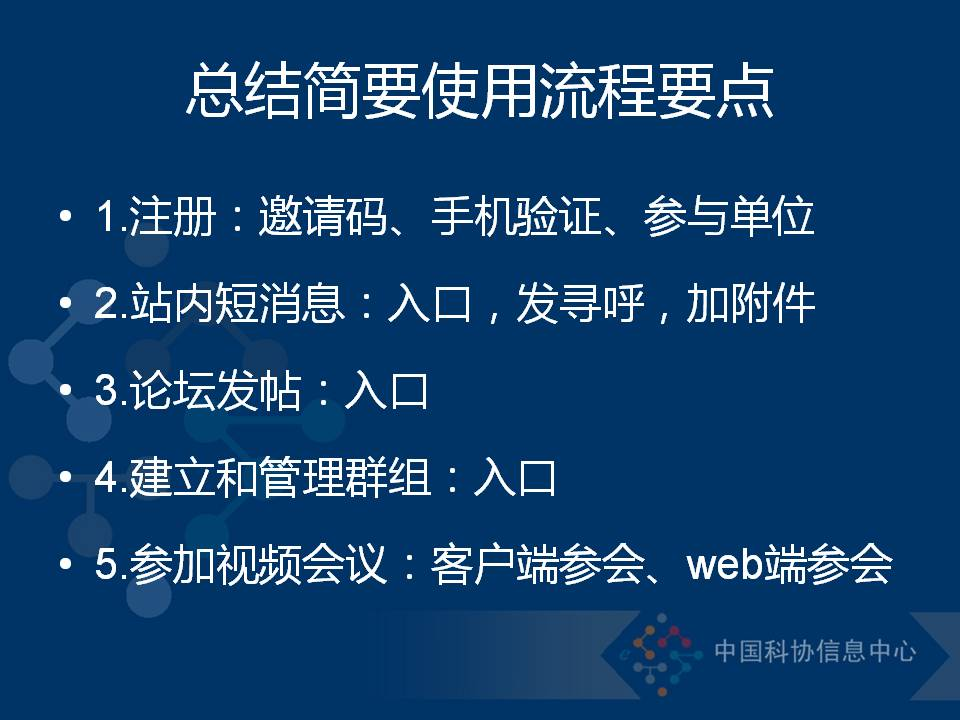 总结简要使用流程要点
• 1.注册：邀请码、手机验证、参与单位
• 2.站内短消息：入口，发寻呼，加附件
• 3.论坛发帖：入口
• 4.建立和管理群组：入口
• 5.参加视频会议：客户端参会、web端参会
中国科协信息中心